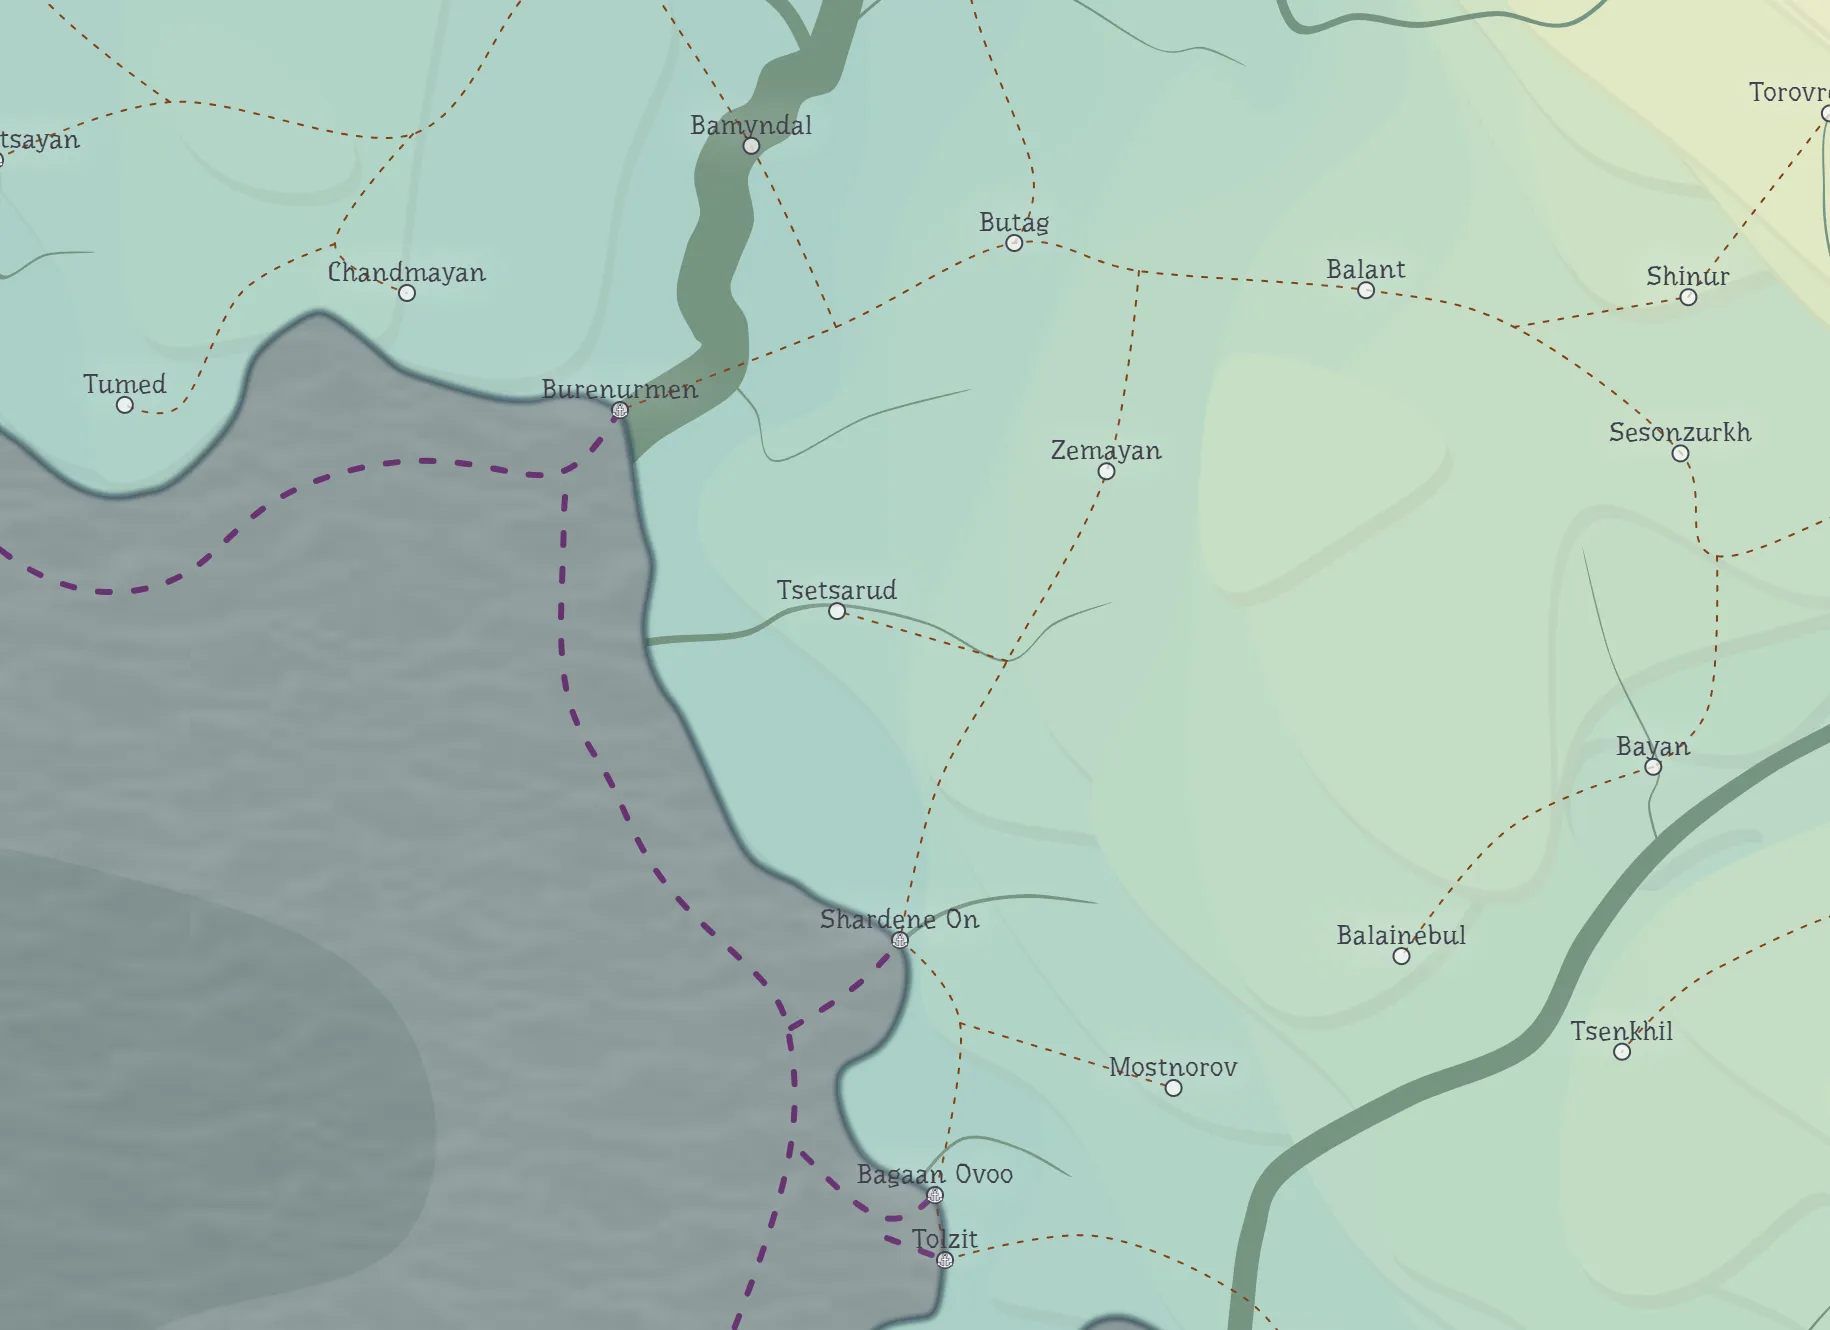 Torovr
Bamyndal
tsayan
Butag
Balant
Chandmayan
Shinur
Tumed
Burenurmen
Sesonzurkh
Zemayan
Tsetsarud
Bayan
Shardene On
Balainebul
Tsenkhil
Mostnorov
Bagaan Ovoo
Tolzit